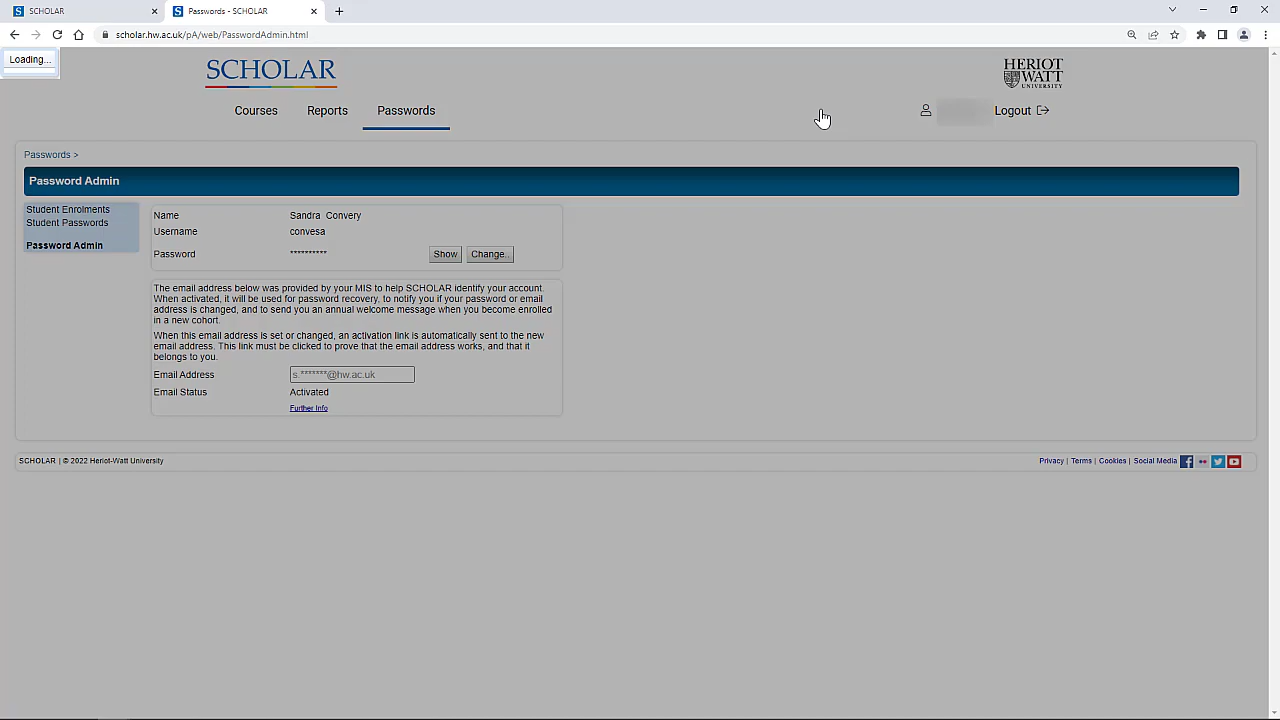 SCHOLAR
Passwords - SCHOLAR
scholar.hw.ac.uk/pA/web/PasswordAdmin.html
Loading...
SCHOLAR
HERIOT
WATT
UNIVERSITY
Courses
Reports
Passwords
Logout
Passwords >
Password Admin
Student Enrolments
Student Passwords
Password Admin
Name Sandra Convery
Username convesa
Password ********** Show Change..
The email address below was provided by your MIS to help SCHOLAR identify your account.
When activated, it will be used for password recovery, to notify you if your password or email
address is changed, and to send you an annual welcome message when you become enrolled
in a new cohort.
When this email address is set or changed, an activation link is automatically sent to the new
email address. This link must be clicked to prove that the email address works, and that it
belongs to you.
Email Address s.*******@hw.ac.uk
Email Status Activated
Further Info
SCHOLAR | © 2022 Heriot-Watt University
Privacy | Terms | Cookies | Social Media